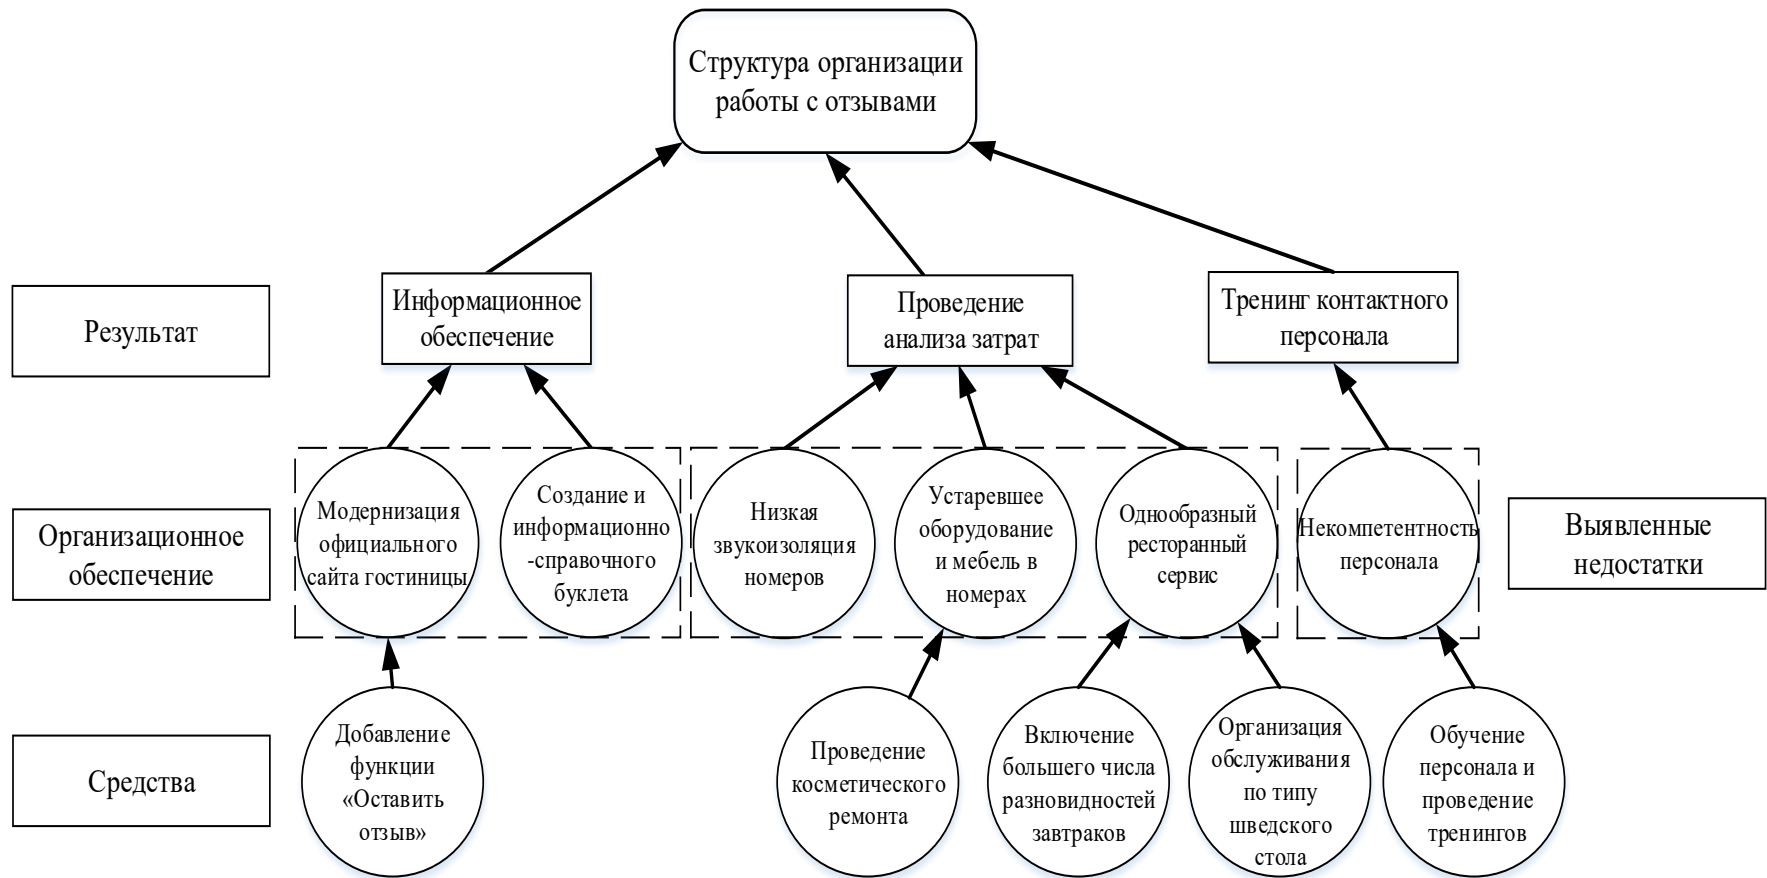 Структура организации
работы с отзывами
Результат
Информационное
обеспечение
Проведение
анализа затрат
Тренинг контактного
персонала
Организационное
обеспечение
Модернизация
официального
сайта гостиницы
Создание и
информационно
-справочного
буклета
Низкая
звукоизоляция
номеров
Устаревшее
оборудование
и мебель в
номерах
Однообразный
ресторанный
сервис
Некомпетентность
персонала
Выявленные
недостатки
Средства
Добавление
функции
«Оставить
отзыв»
Проведение
косметического
ремонта
Включение
большего числа
разновидностей
завтраков
Организация
обслуживания
по типу
шведского
стола
Обучение
персонала и
проведение
тренингов